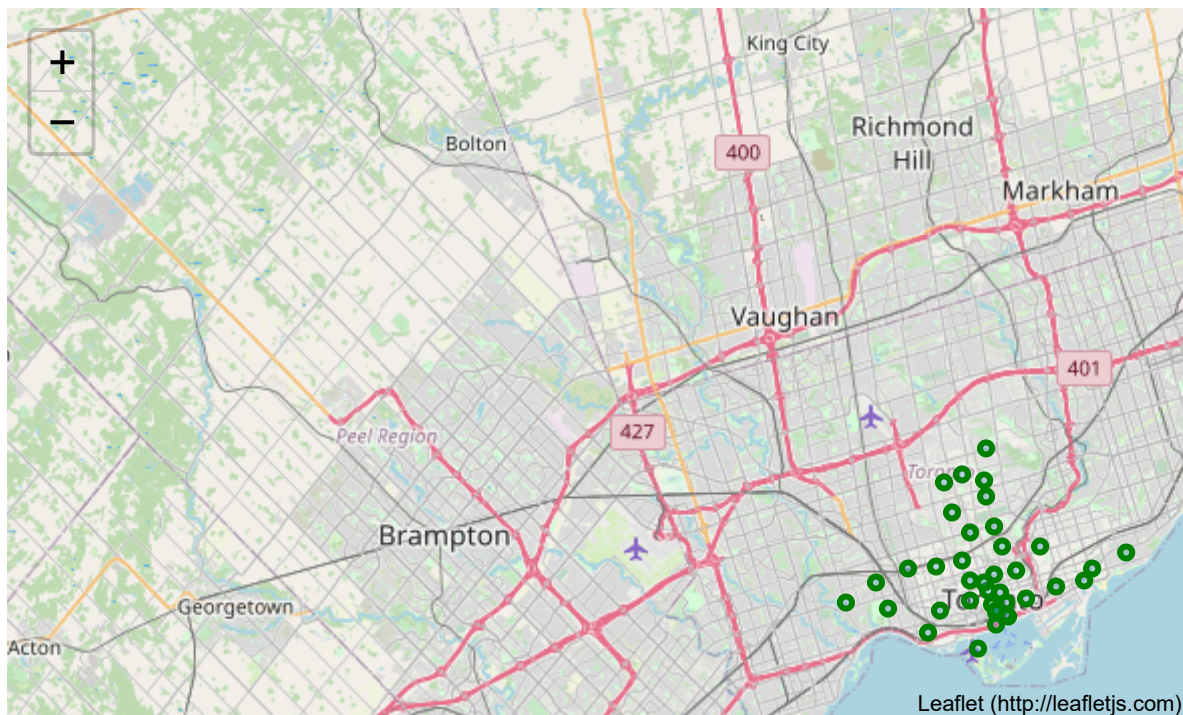 +
−
King City
Richmond
Hill
Bolton
400
Markham
Vaughan
401
Peel Region
427
Brampton
Georgetown
Acton
Leaflet (http://leafletjs.com)